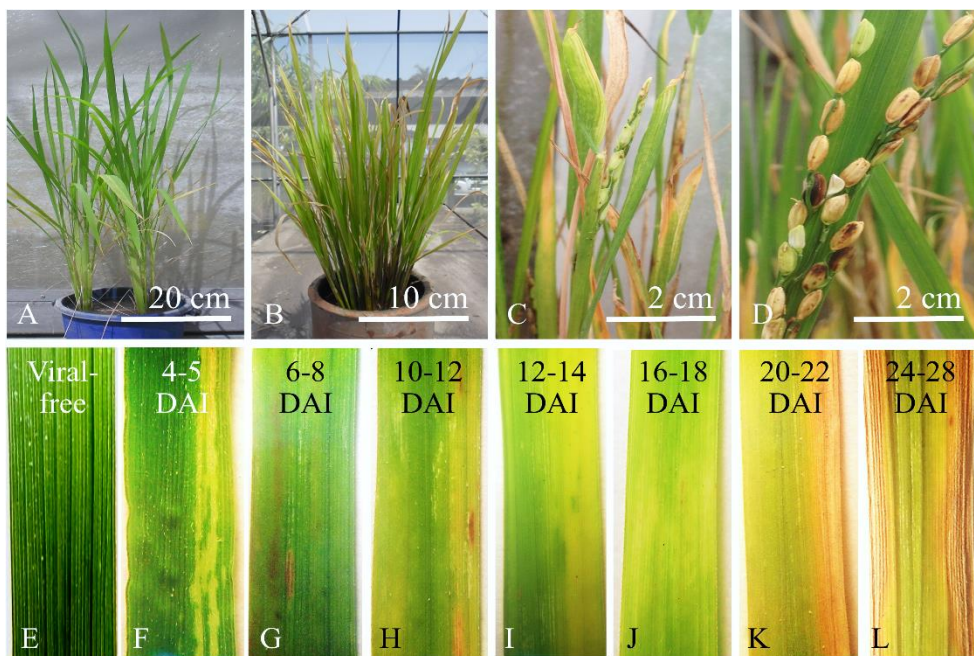 A
20 cm
B
10 cm
C
2 cm
D
2 cm
Viral-
free
E
4-5
DAI
F
6-8
DAI
G
10-12
DAI
H
12-14
DAI
I
16-18
DAI
J
20-22
DAI
K
24-28
DAI
L